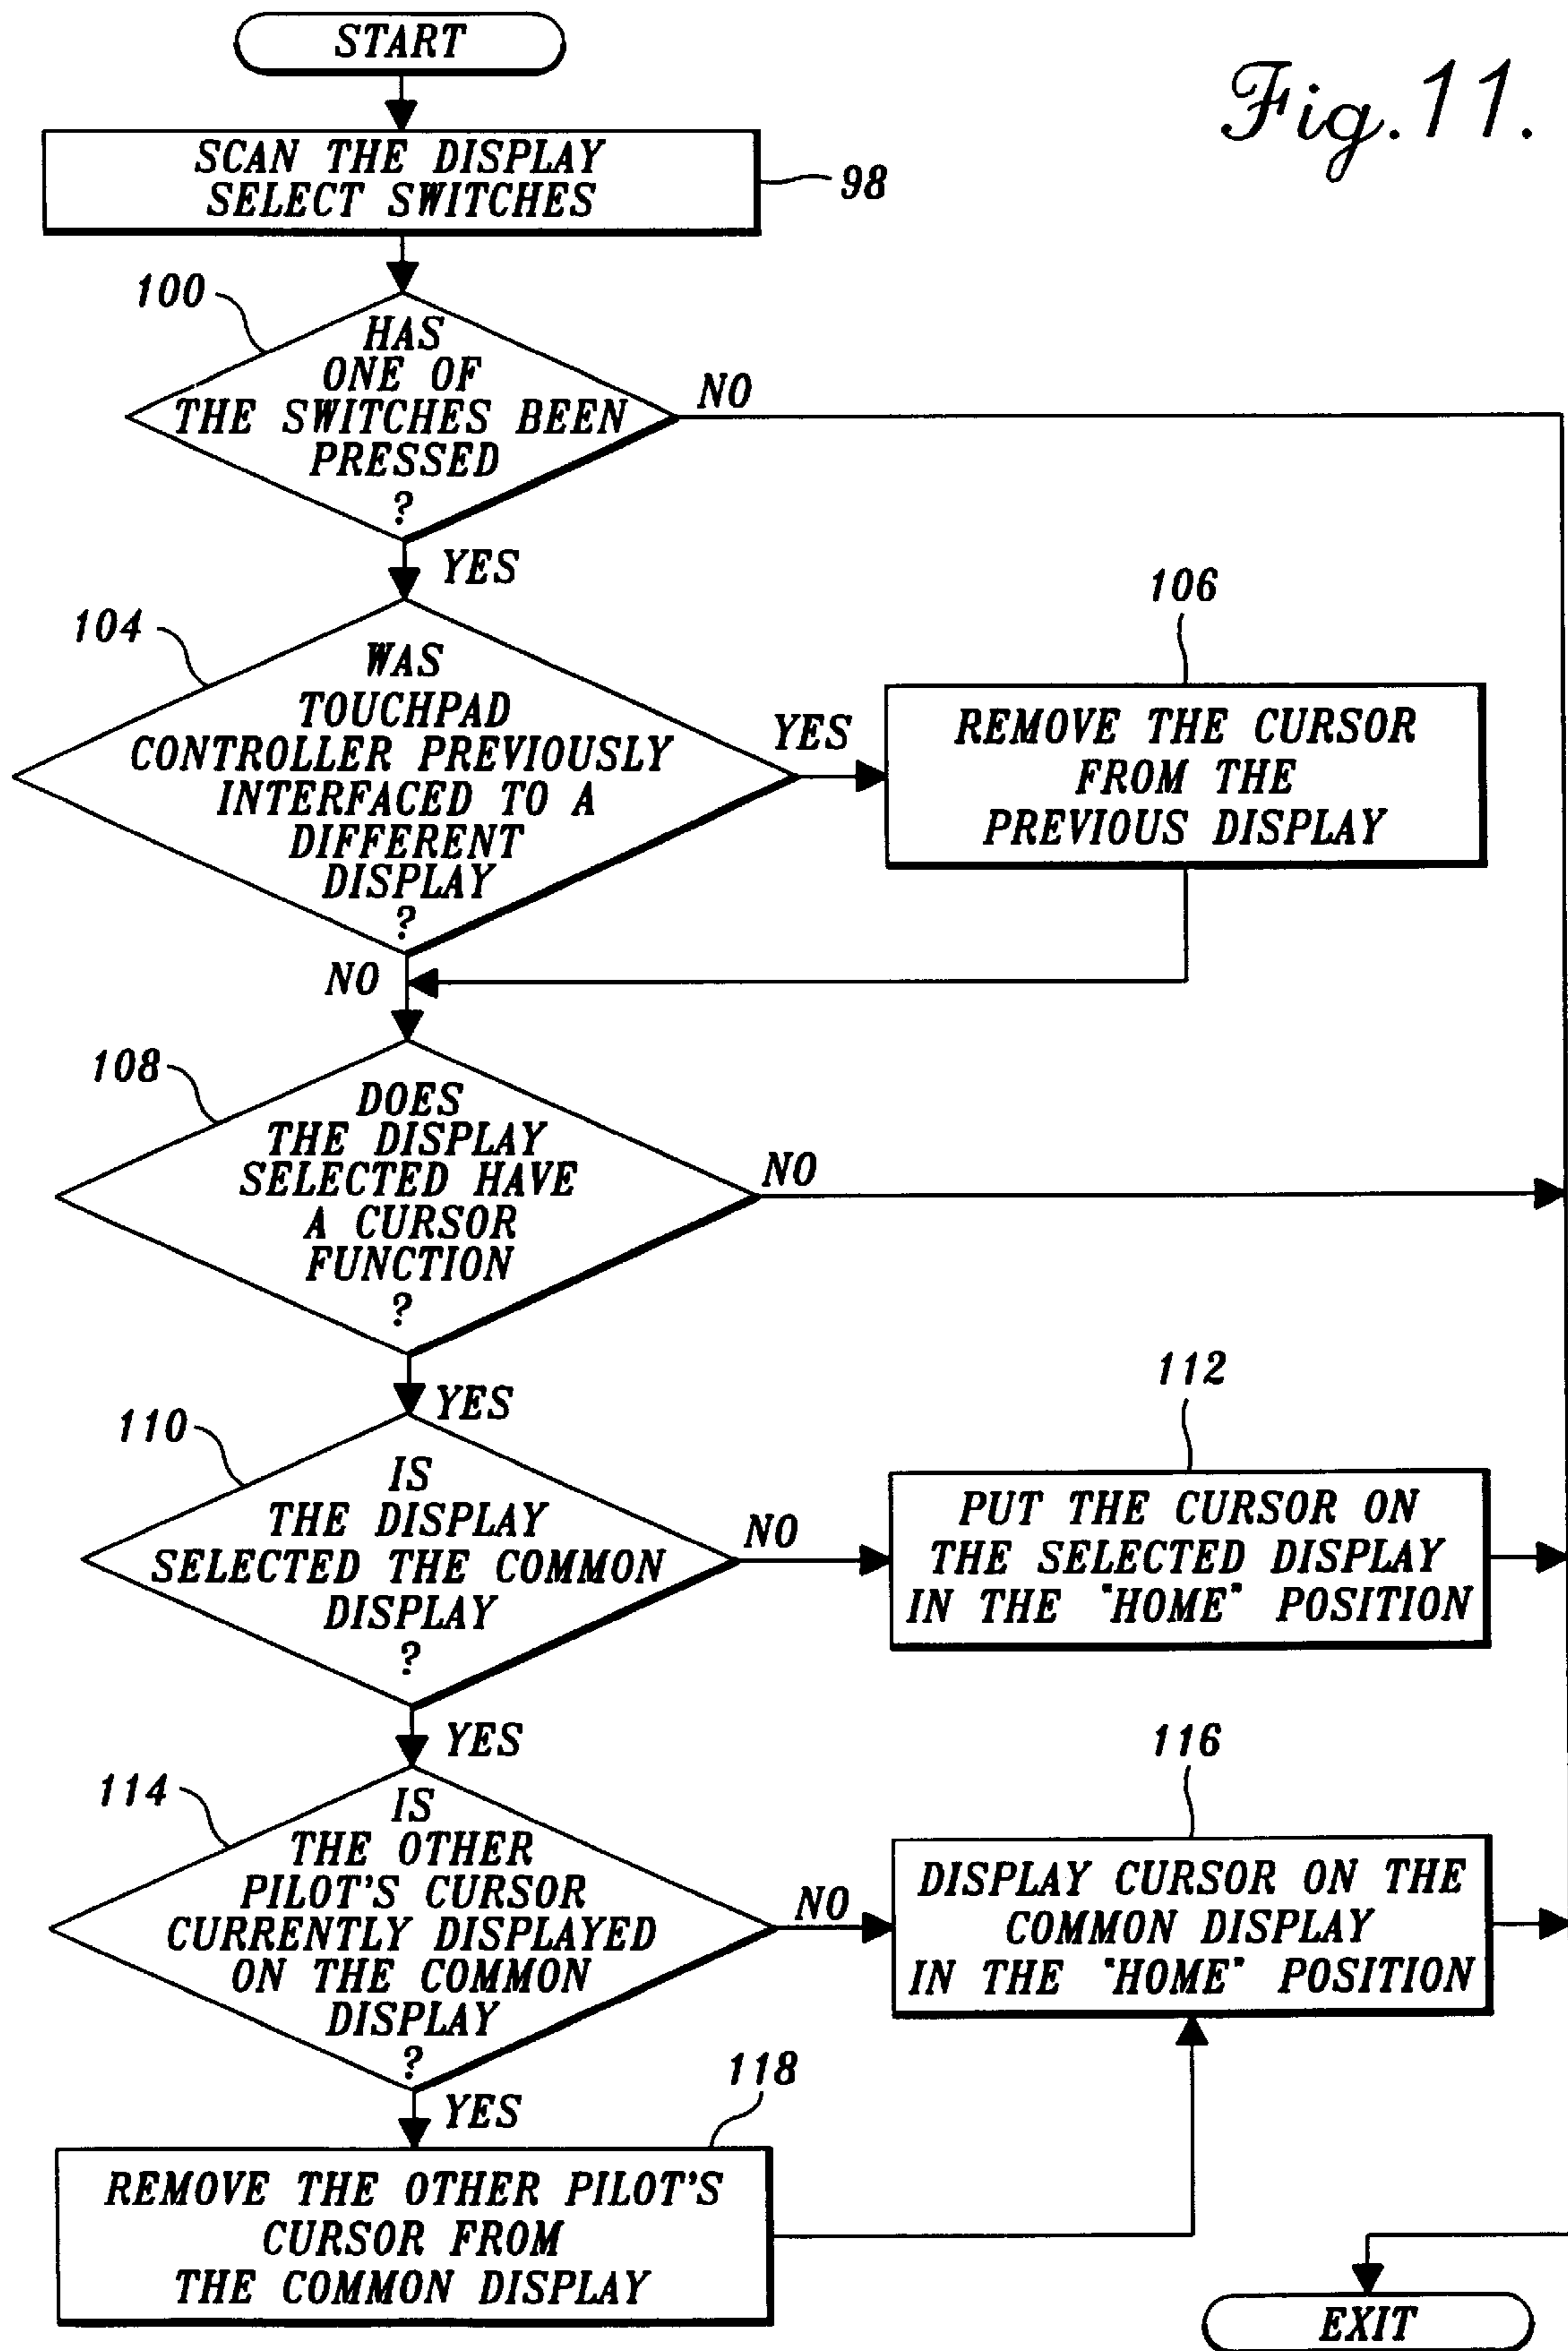 START
Fig. 11.
SCAN THE DISPLAY
SELECT SWITCHES
98
100
HAS
ONE OF
THE SWITCHES BEEN
PRESSED
?
NO
YES
104
WAS
TOUCHPAD
CONTROLLER PREVIOUSLY
INTERFACED TO A
DIFFERENT
DISPLAY
?
YES
106
REMOVE THE CURSOR
FROM THE
PREVIOUS DISPLAY
NO
108
DOES
THE DISPLAY
SELECTED HAVE
A CURSOR
FUNCTION
?
NO
YES
110
IS
THE DISPLAY
SELECTED THE COMMON
DISPLAY
?
NO
112
PUT THE CURSOR ON
THE SELECTED DISPLAY
IN THE "HOME" POSITION
YES
114
IS
THE OTHER
PILOT'S CURSOR
CURRENTLY DISPLAYED
ON THE COMMON
DISPLAY
?
NO
116
DISPLAY CURSOR ON THE
COMMON DISPLAY
IN THE "HOME" POSITION
YES
118
REMOVE THE OTHER PILOT'S
CURSOR FROM
THE COMMON DISPLAY
EXIT